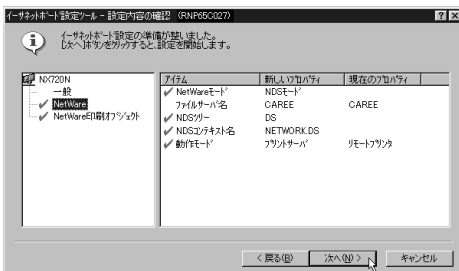 イーサネットボード設定ツール - 設定内容の確認 (RNP65C027)
イーサネットボード設定の準備が整いました。
[次へ]ボタンをクリックすると、設定を開始します。
NX720N
一般
NetWare
NetWare印刷オブジェクト
アイテム 新しいプロパティ 現在のプロパティ
NetWareモード NDSモード
ファイルサーバ名 CAREE CAREE
NDSツリー DS
NDSコンテキスト名 NETWORK.DS
動作モード プリントサーバ リモートプリンタ
< 戻る(B) 次へ(N) > キャンセル